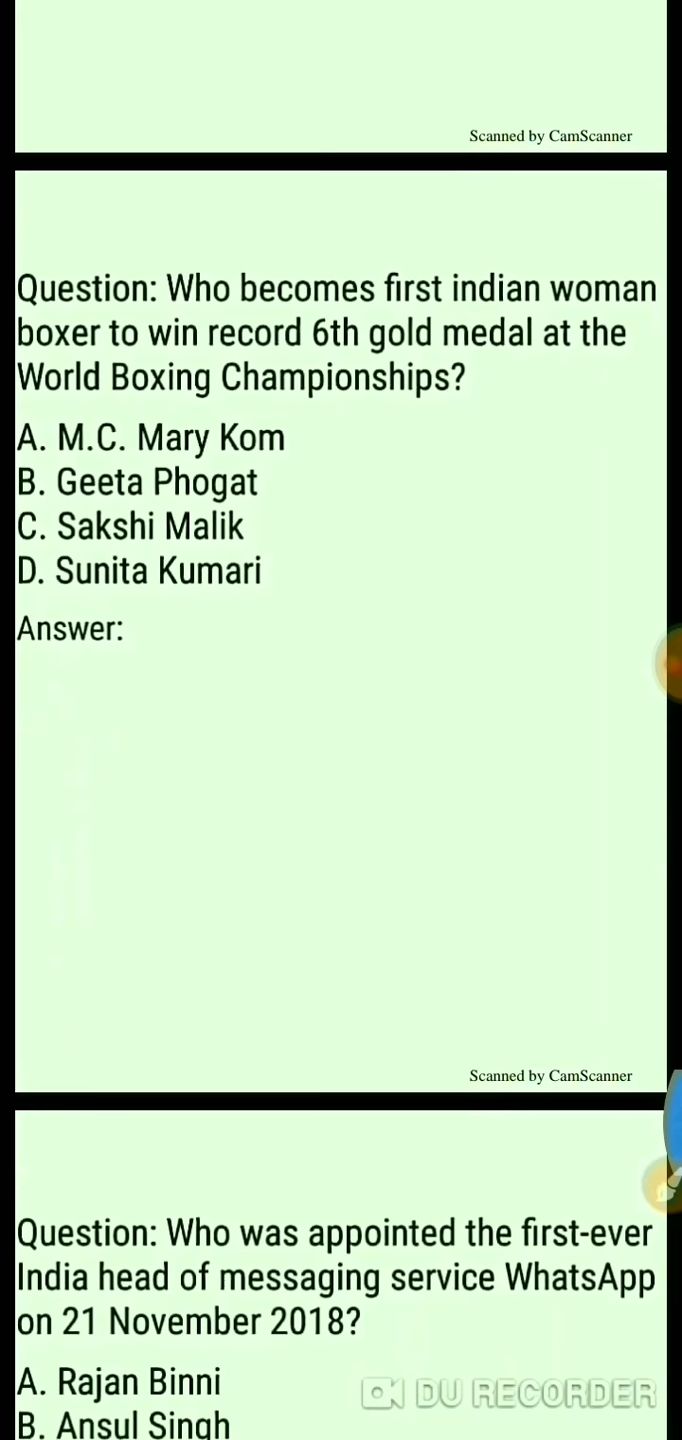 Scanned by CamScanner
Question: Who becomes first indian woman
boxer to win record 6th gold medal at the
World Boxing Championships?
A. M.C. Mary Kom
B. Geeta Phogat
C. Sakshi Malik
D. Sunita Kumari
Answer:
Scanned by CamScanner
Question: Who was appointed the first-ever
India head of messaging service WhatsApp
on 21 November 2018?
A. Rajan Binni
B. Ansul Singh
DU RECORDER